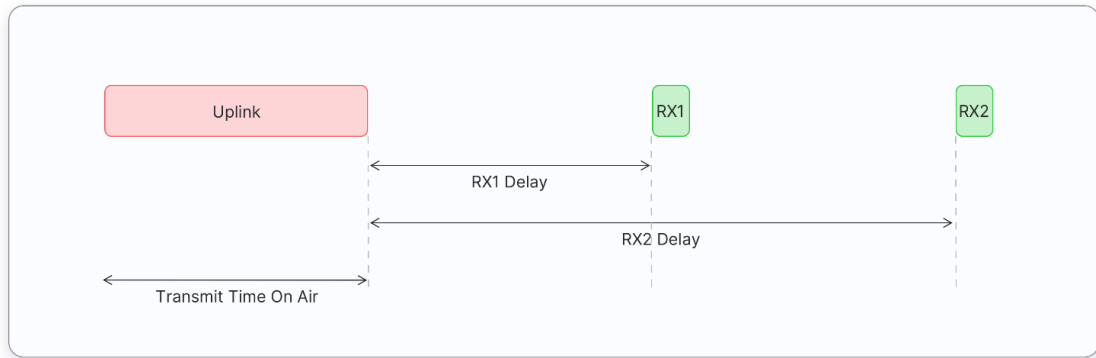 Uplink
RX1
RX2
RX1 Delay
RX2 Delay
Transmit Time On Air